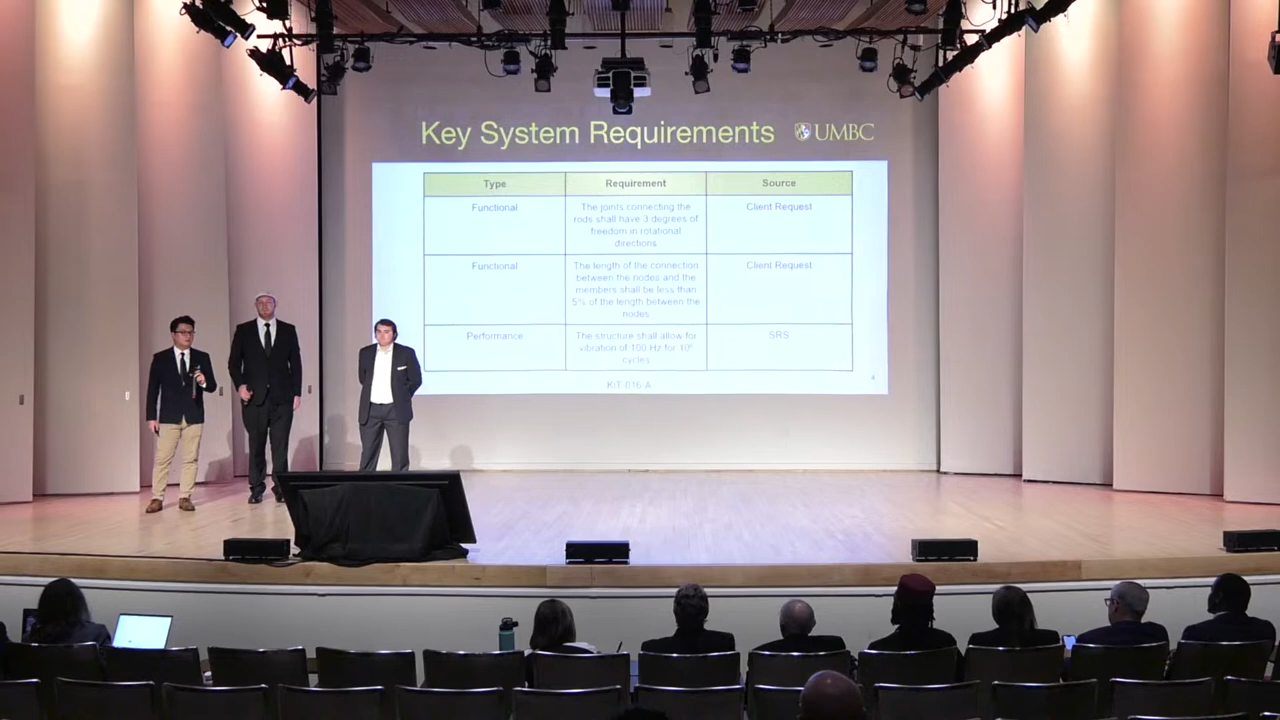 Key System Requirements
UMBC
Type Requirement Source
Functional
The joints connecting the
rods shall have 3 degrees of
freedom in rotational
directions
Client Request
Functional
The length of the connection
between the nodes and the
members shall be less than
5% of the length between the
nodes
Client Request
Performance
The structure shall allow for
vibration of 100 Hz for 10⁶
cycles
SRS
KIT-016-A